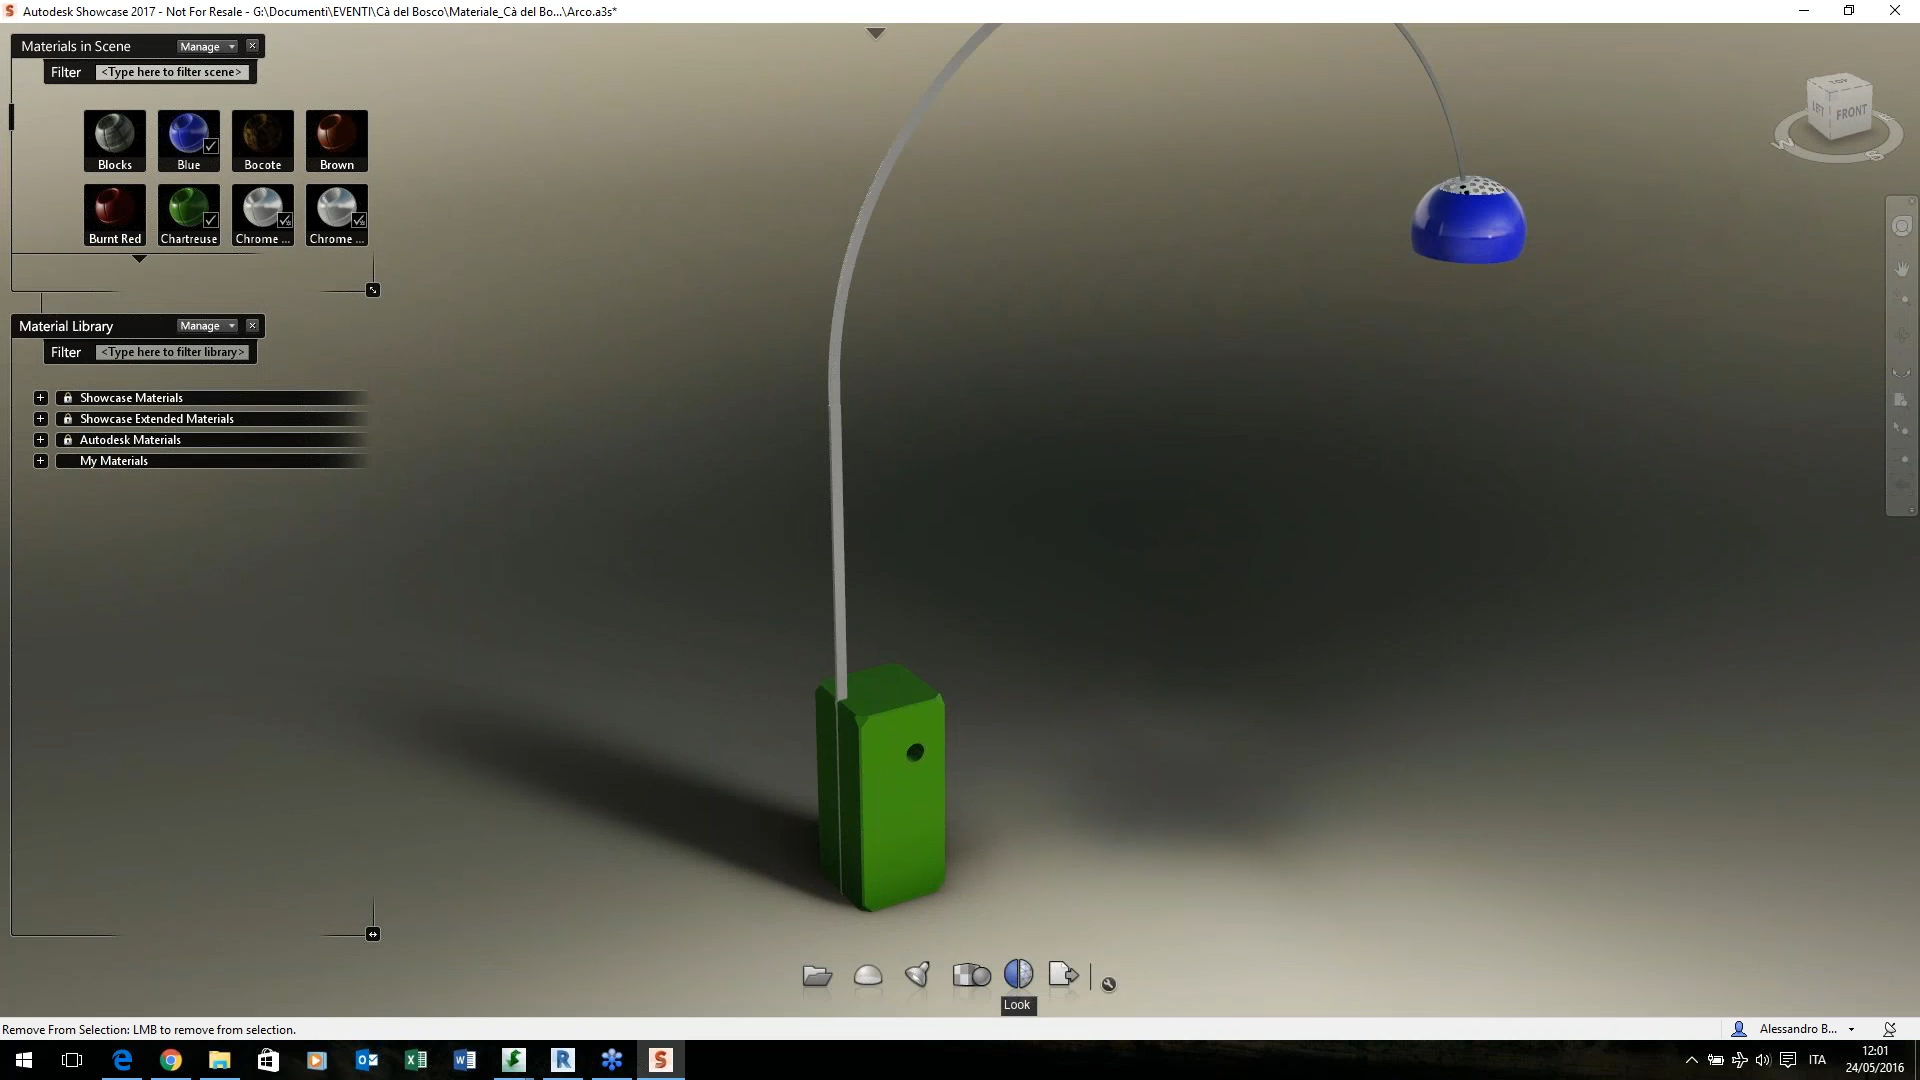 Autodesk Showcase 2017 - Not For Resale - G:\Documenti\EVENTI\Cà del Bosco\Materiale_Cà del Bo...\Arco.a3s*
Materials in Scene
Manage
Filter
<Type here to filter scene>
Blocks
Blue
Bocote
Brown
Burnt Red
Chartreuse
Chrome ...
Chrome ...
Material Library
Manage
Filter
<Type here to filter library>
Showcase Materials
Showcase Extended Materials
Autodesk Materials
My Materials
TOP
LEFT
FRONT
W
S
Look
Remove From Selection: LMB to remove from selection.
Alessandro B...
ITA
12:01
24/05/2016